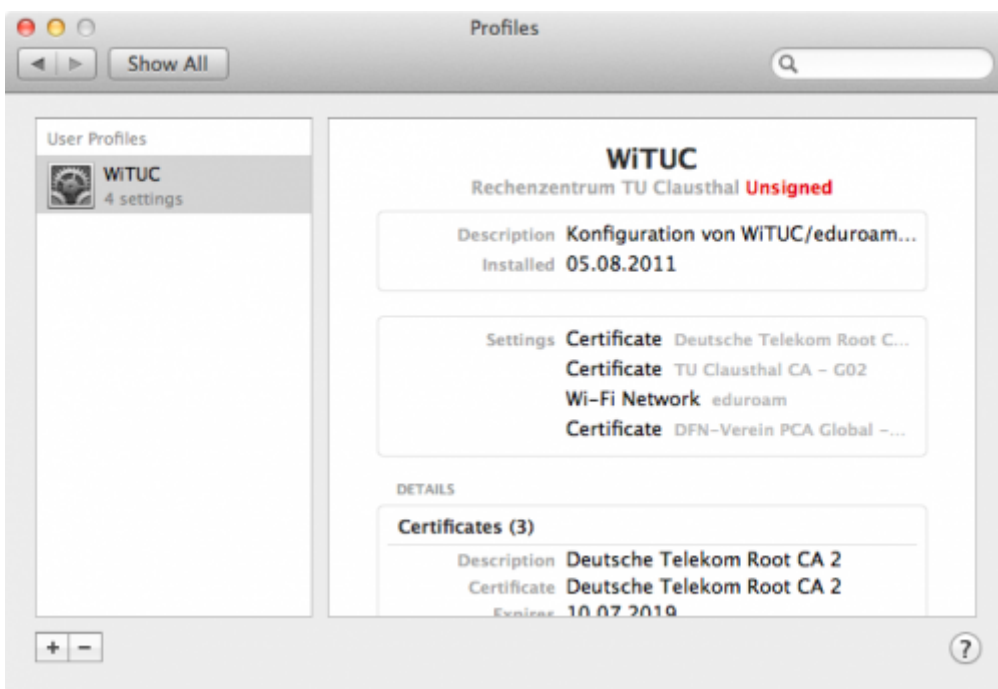 Profiles
Show All
User Profiles
WiTUC
4 settings
WiTUC
Rechenzentrum TU Clausthal Unsigned
Description Konfiguration von WiTUC/eduroam...
Installed 05.08.2011
Settings Certificate Deutsche Telekom Root C...
Certificate TU Clausthal CA – G02
Wi-Fi Network eduroam
Certificate DFN-Verein PCA Global –...
DETAILS
Certificates (3)
Description Deutsche Telekom Root CA 2
Certificate Deutsche Telekom Root CA 2
Expires 10.07.2019
+ −
?